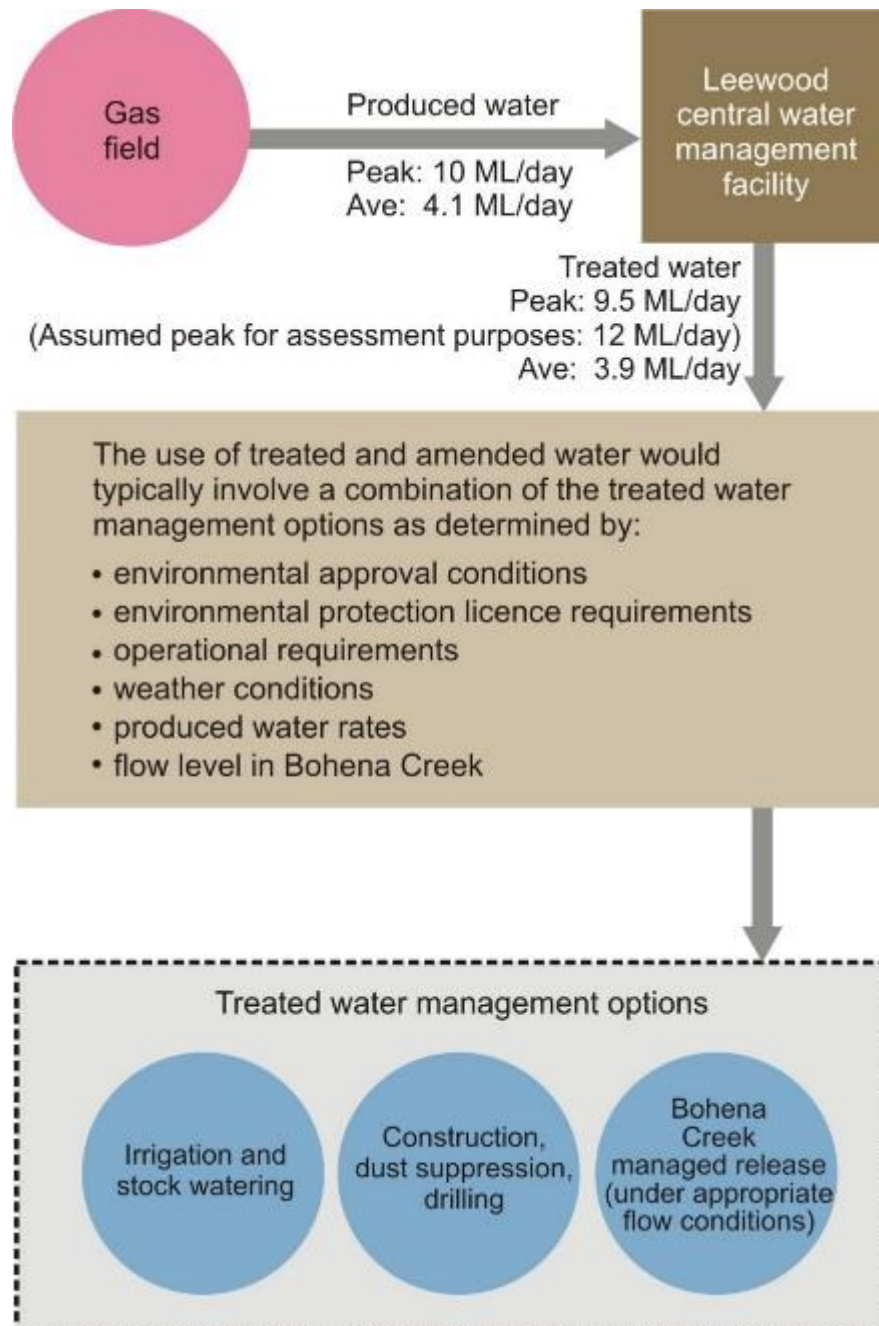 Gas
field
Produced water
Peak: 10 ML/day
Ave: 4.1 ML/day
Leewood
central water
management
facility
Treated water
Peak: 9.5 ML/day
(Assumed peak for assessment purposes: 12 ML/day)
Ave: 3.9 ML/day
The use of treated and amended water would
typically involve a combination of the treated water
management options as determined by:
• environmental approval conditions
• environmental protection licence requirements
• operational requirements
• weather conditions
• produced water rates
• flow level in Bohena Creek
Treated water management options
Irrigation and
stock watering
Construction,
dust suppression,
drilling
Bohena
Creek
managed release
(under appropriate
flow conditions)